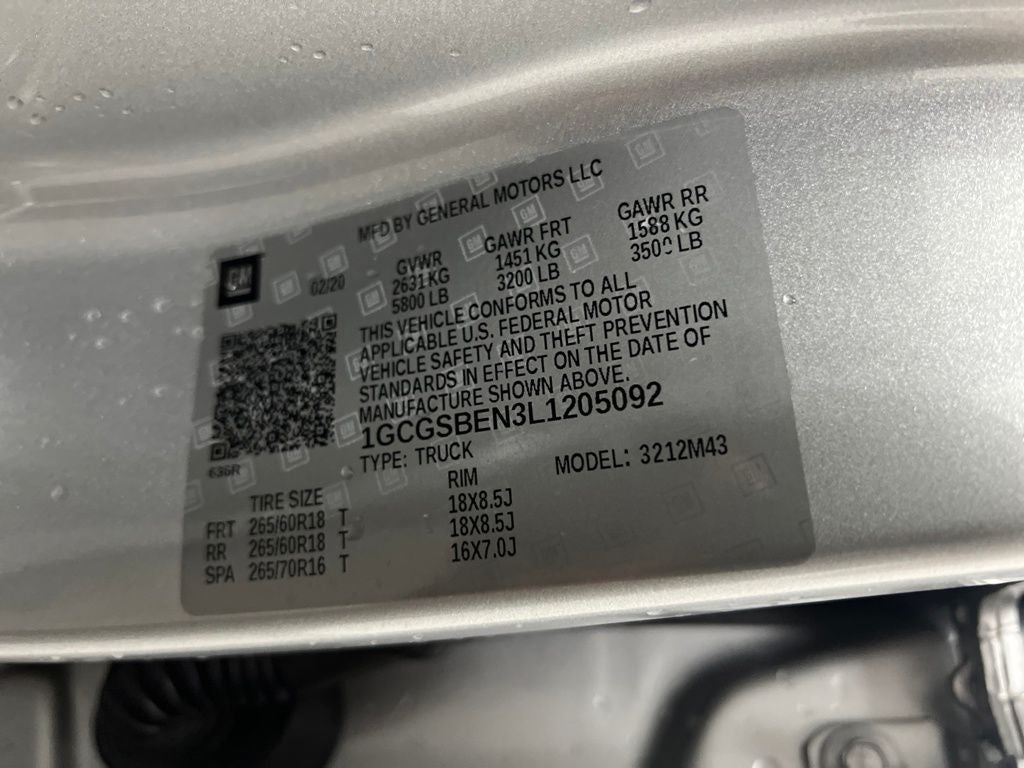 MFD BY GENERAL MOTORS LLC
GM 02/20
GVWR GAWR FRT GAWR RR
2631 KG 1451 KG 1588 KG
5800 LB 3200 LB 3500 LB
THIS VEHICLE CONFORMS TO ALL
APPLICABLE U.S. FEDERAL MOTOR
VEHICLE SAFETY AND THEFT PREVENTION
STANDARDS IN EFFECT ON THE DATE OF
MANUFACTURE SHOWN ABOVE.
1GCGSBEN3L1205092
TYPE: TRUCK MODEL: 3212M43
636R
TIRE SIZE RIM
FRT 265/60R18 T 18X8.5J
RR 265/60R18 T 18X8.5J
SPA 265/70R16 T 16X7.0J